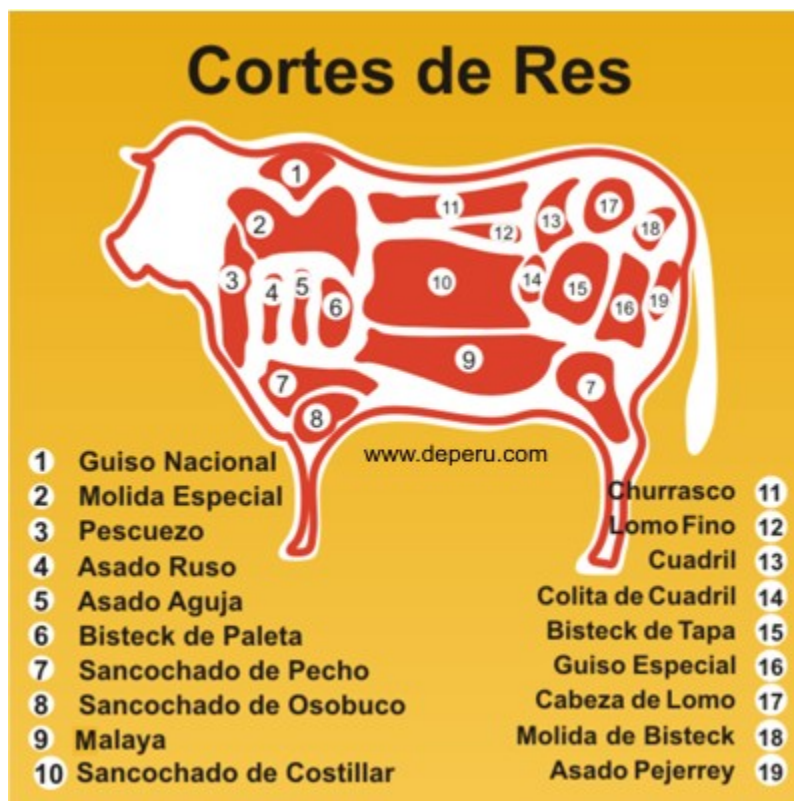 Cortes de Res
1
2
3
4
5
6
7
8
9
10
11
12
13
14
15
16
17
18
19
7
www.deperu.com
1 Guiso Nacional
2 Molida Especial
3 Pescuezo
4 Asado Ruso
5 Asado Aguja
6 Bisteck de Paleta
7 Sancochado de Pecho
8 Sancochado de Osobuco
9 Malaya
10 Sancochado de Costillar
Churrasco 11
Lomo Fino 12
Cuadril 13
Colita de Cuadril 14
Bisteck de Tapa 15
Guiso Especial 16
Cabeza de Lomo 17
Molida de Bisteck 18
Asado Pejerrey 19